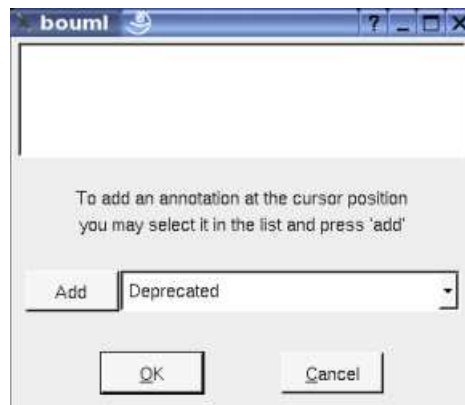 bouml
To add an annotation at the cursor position
you may select it in the list and press 'add'
Add Deprecated
OK Cancel